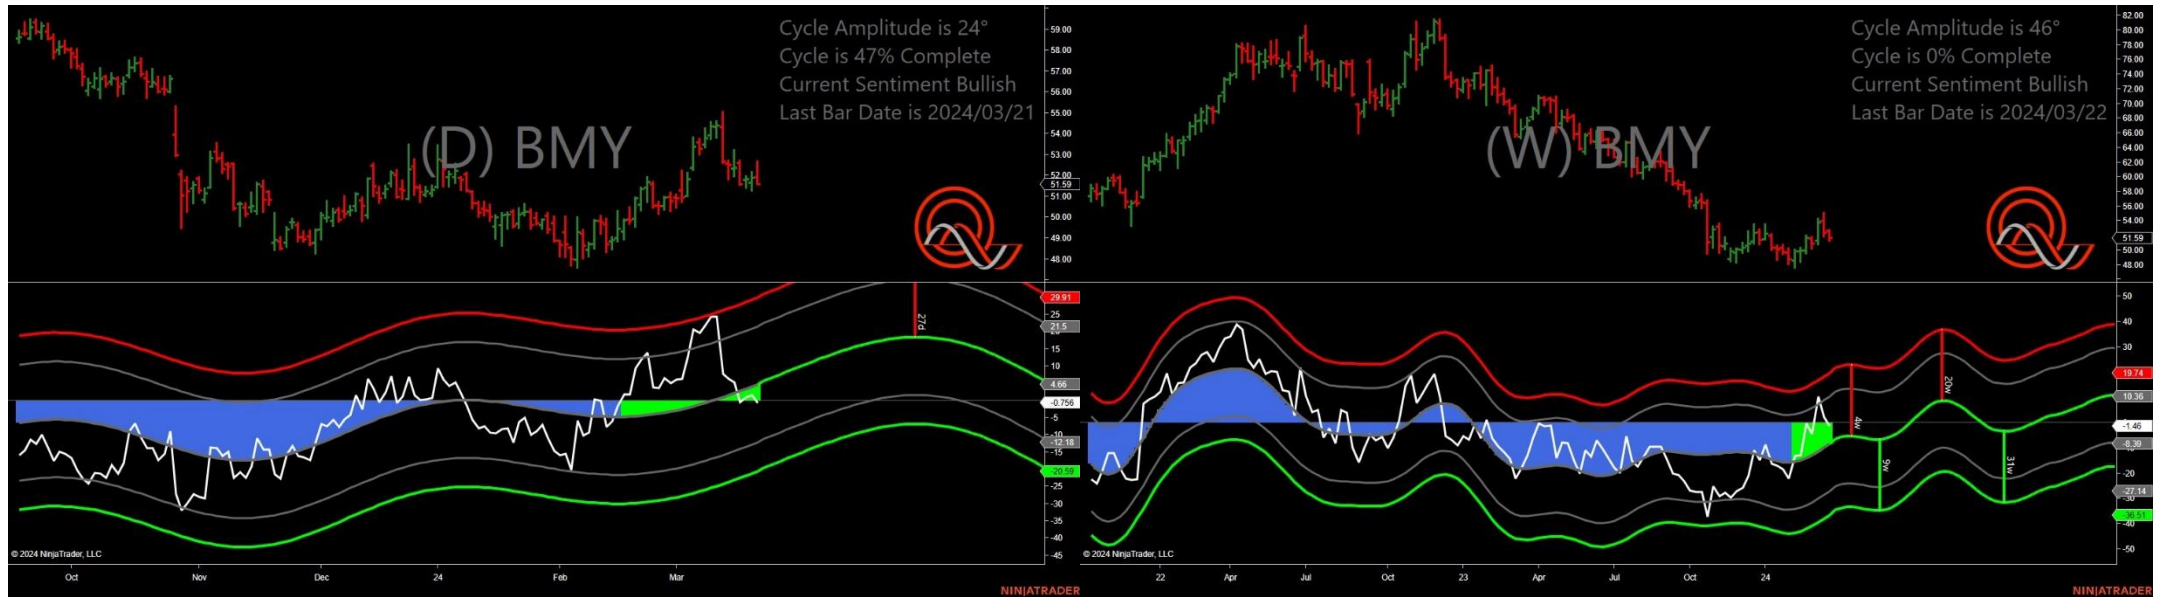 Cycle Amplitude is 24°
Cycle is 47% Complete
Current Sentiment Bullish
Last Bar Date is 2024/03/21
(D) BMY
59.00
58.00
57.00
56.00
55.00
54.00
53.00
52.00
51.59
51.00
50.00
49.00
48.00
29.91
25
21.5
15
10
4.66
-0.756
-5
-10
-12.18
-20.59
-25
-30
-35
-40
-45
27d
© 2024 NinjaTrader, LLC
Oct
Nov
Dec
24
Feb
Mar
NINJATRADER
Cycle Amplitude is 46°
Cycle is 0% Complete
Current Sentiment Bullish
Last Bar Date is 2024/03/22
(W) BMY
82.00
80.00
78.00
76.00
74.00
72.00
70.00
68.00
66.00
64.00
62.00
60.00
58.00
56.00
54.00
51.59
50.00
48.00
50
40
30
19.74
10.36
-1.46
-8.39
-20
-27.14
-30
-36.51
-40
-50
4w
9w
20w
31w
© 2024 NinjaTrader, LLC
22
Apr
Jul
Oct
23
Apr
Jul
Oct
24
NINJATRADER